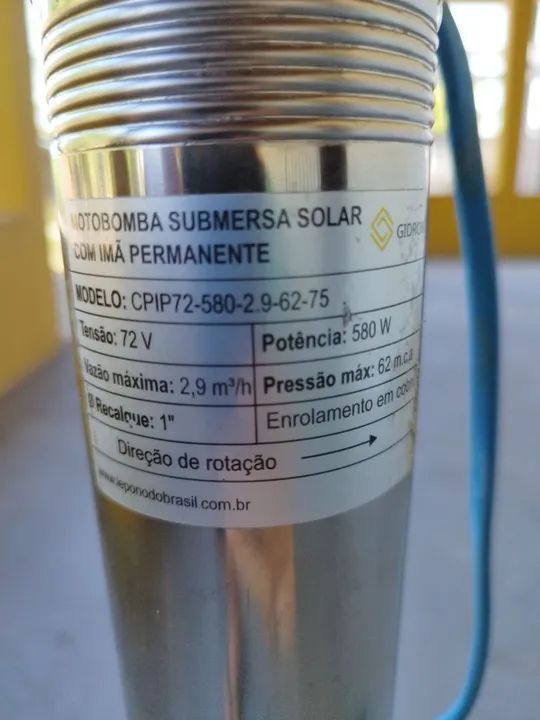 MOTOBOMBA SUBMERSA SOLAR
COM IMÃ PERMANENTE
MODELO: CPIP72-580-2.9-62-75
Tensão: 72 V
Potência: 580 W
Vazão máxima: 2,9 m³/h
Pressão máx: 62 m.c.a
Ø Recalque: 1"
Enrolamento em
Direção de rotação
www.leponodobrasil.com.br